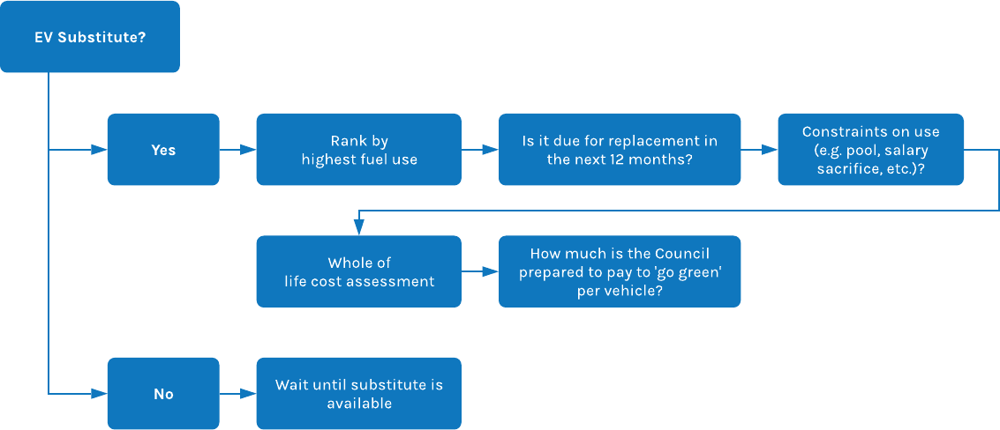 EV Substitute?
Yes
Rank by
highest fuel use
Is it due for replacement in
the next 12 months?
Constraints on use
(e.g. pool, salary
sacrifice, etc.)?
Whole of
life cost assessment
How much is the Council
prepared to pay to 'go green'
per vehicle?
No
Wait until substitute is
available